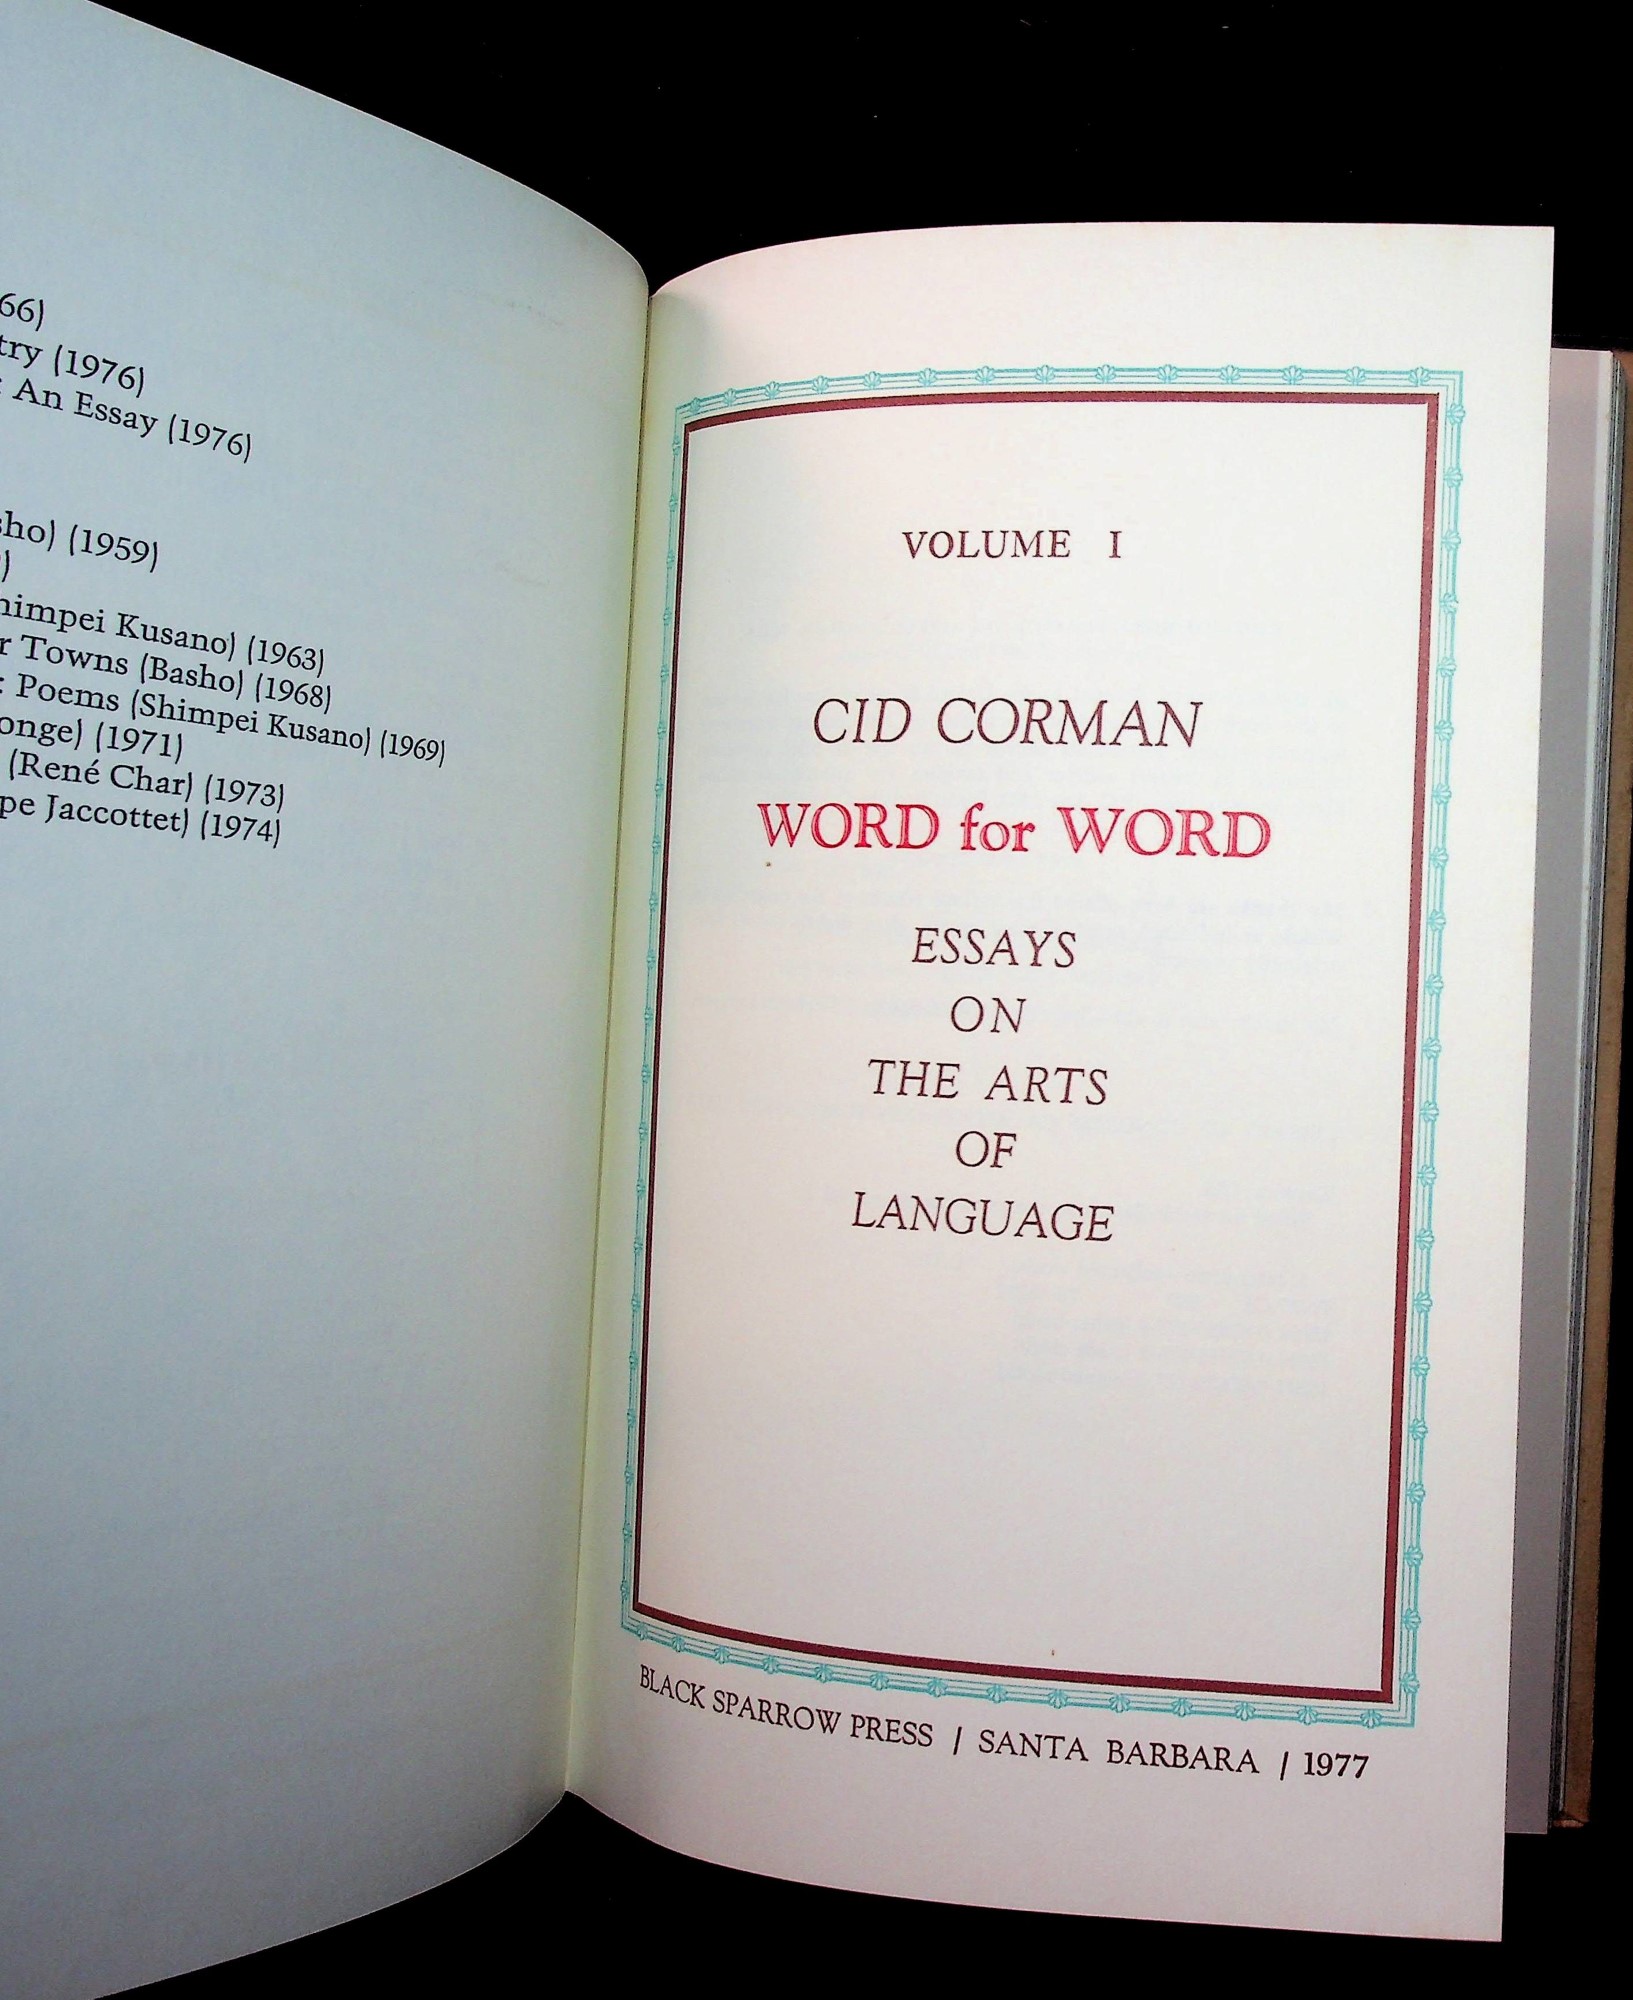 66)
try (1976)
: An Essay (1976)
sho) (1959)
)
himpei Kusano) (1963)
r Towns (Basho) (1968)
: Poems (Shimpei Kusano) (1969)
onge) (1971)
(René Char) (1973)
pe Jaccottet) (1974)
VOLUME I
CID CORMAN
WORD for WORD
ESSAYS
ON
THE ARTS
OF
LANGUAGE
BLACK SPARROW PRESS / SANTA BARBARA / 1977